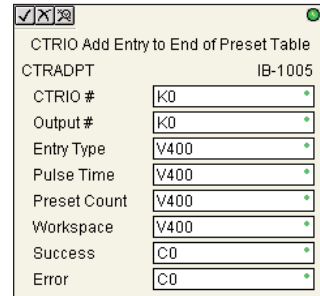 CTRIO Add Entry to End of Preset Table
CTRADPT IB-1005
CTRIO # K0
Output # K0
Entry Type V400
Pulse Time V400
Preset Count V400
Workspace V400
Success C0
Error C0